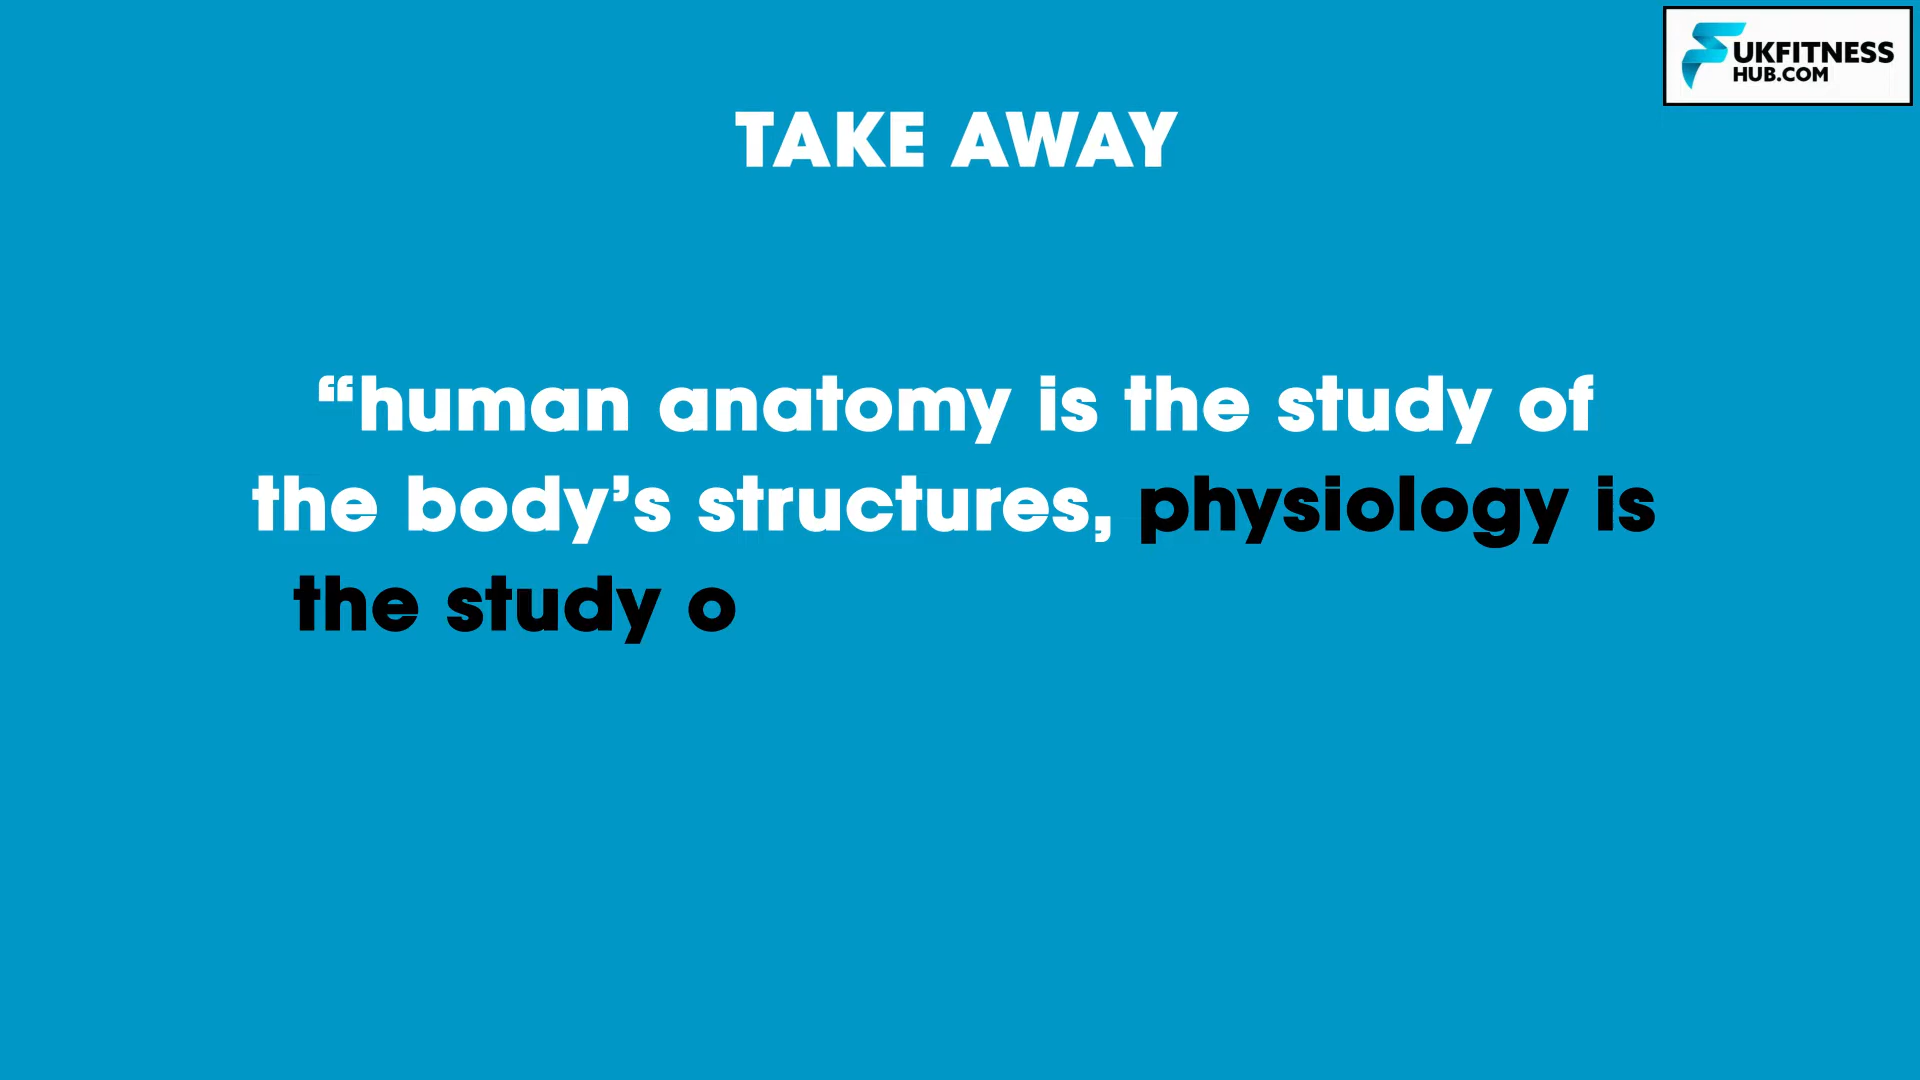 UKFITNESS
HUB.COM
TAKE AWAY
“human anatomy is the study of
the body’s structures, physiology is
the study o